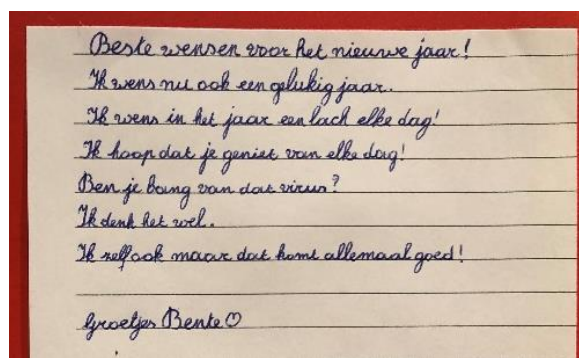 Beste wensen voor het nieuwe jaar!
Ik wens nu ook een gelukig jaar.
Ik wens in het jaar een lach elke dag!
Ik hoop dat je geniet van elke dag!
Ben je bang van dat virus?
Ik denk het wel.
Ik zelf ook maar dat komt allemaal goed!
Groetjes Bente♡